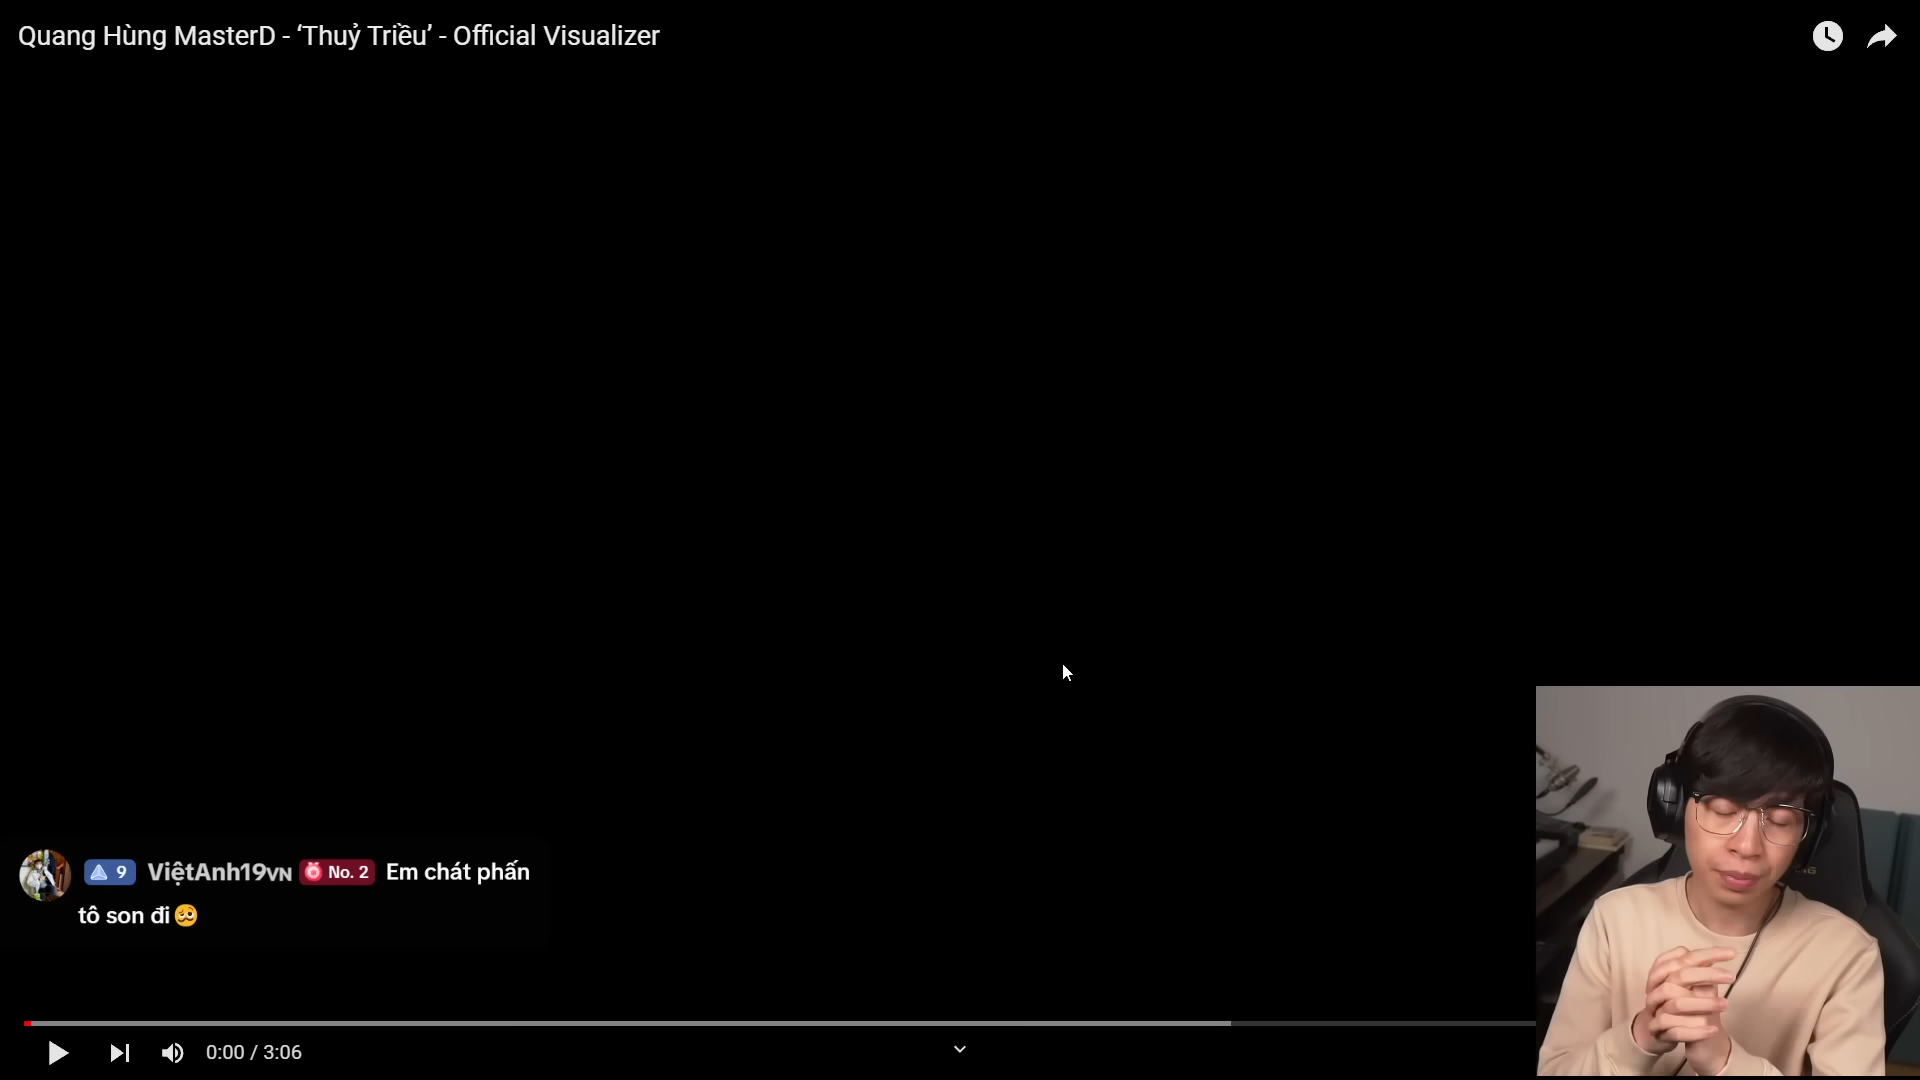 Quang Hùng MasterD - ‘Thuỷ Triều’ - Official Visualizer
9 ViệtAnh19VN No. 2 Em chát phấn
tô son đi🥴
0:00 / 3:06